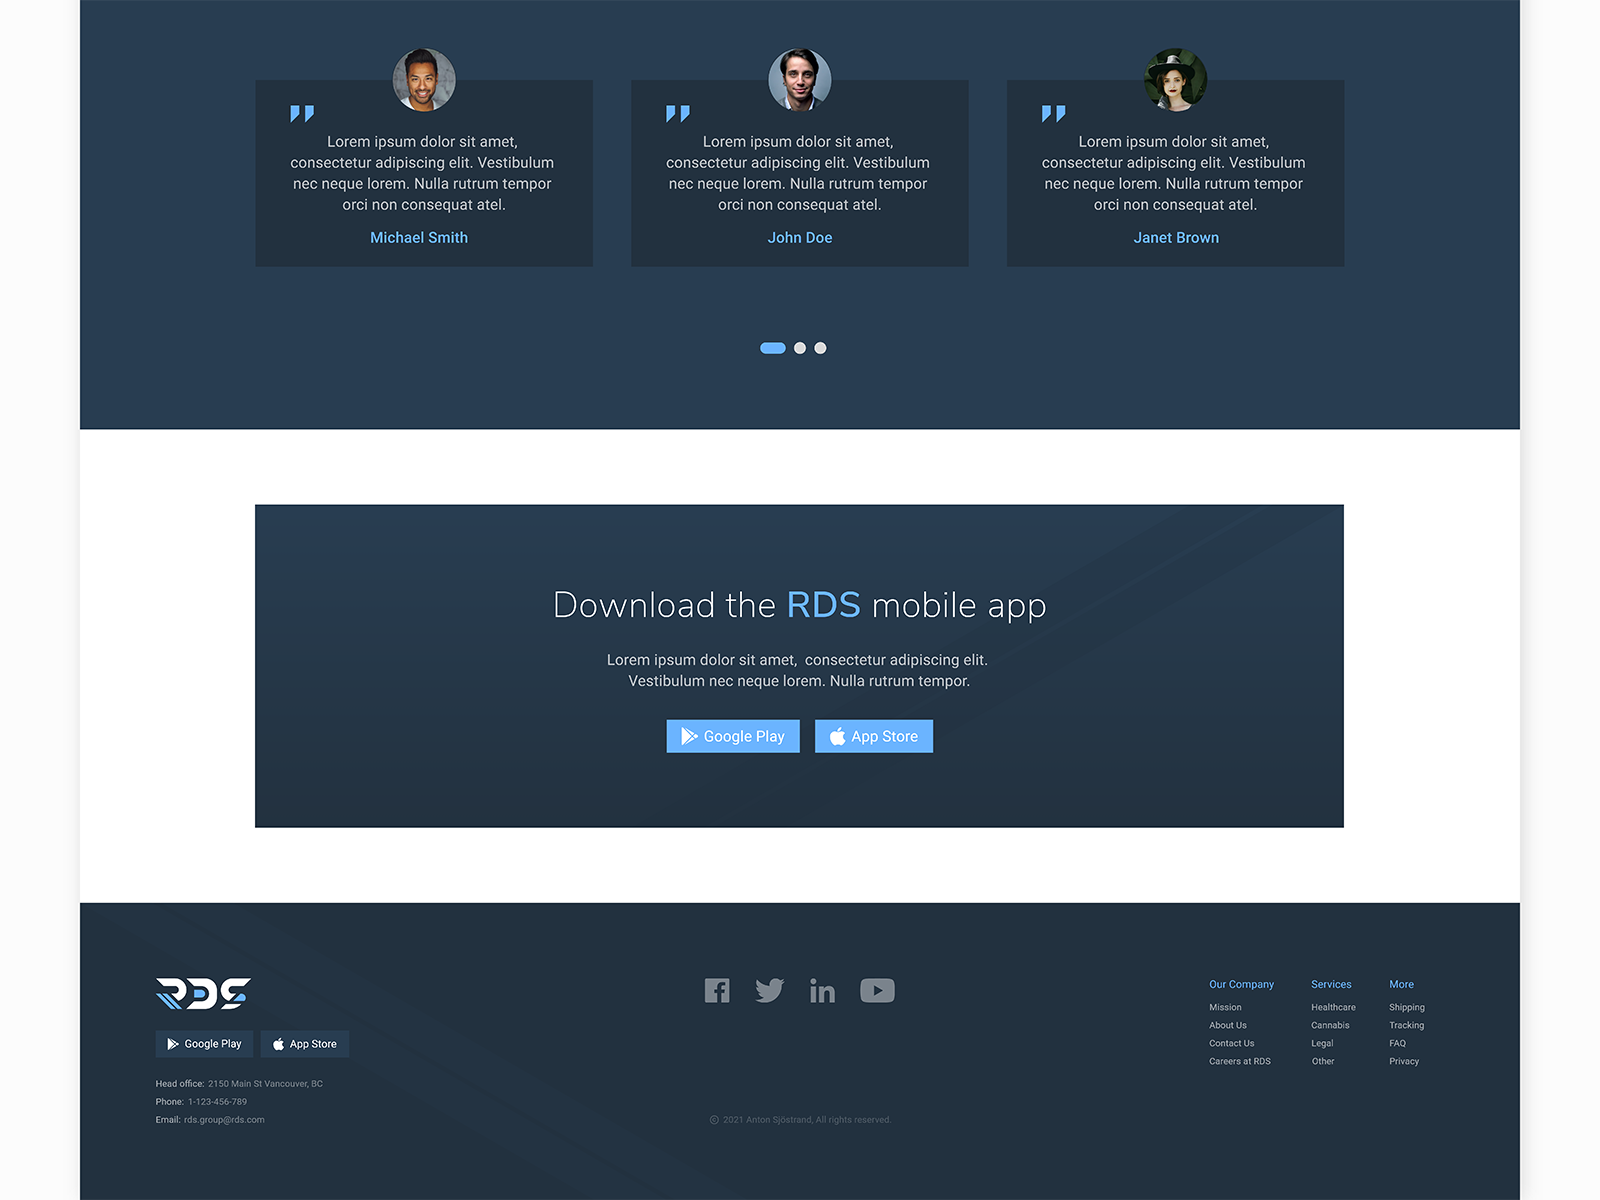 Lorem ipsum dolor sit amet,
consectetur adipiscing elit. Vestibulum
nec neque lorem. Nulla rutrum tempor
orci non consequat atel.
Michael Smith
Lorem ipsum dolor sit amet,
consectetur adipiscing elit. Vestibulum
nec neque lorem. Nulla rutrum tempor
orci non consequat atel.
John Doe
Lorem ipsum dolor sit amet,
consectetur adipiscing elit. Vestibulum
nec neque lorem. Nulla rutrum tempor
orci non consequat atel.
Janet Brown
Download the RDS mobile app
Lorem ipsum dolor sit amet,  consectetur adipiscing elit.
Vestibulum nec neque lorem. Nulla rutrum tempor.
Google Play
App Store
RDS
Google Play
App Store
Head office: 2150 Main St Vancouver, BC
Phone: 1-123-456-789
Email: rds.group@rds.com
© 2021 Anton Sjöstrand, All rights reserved.
Our Company
Mission
About Us
Contact Us
Careers at RDS
Services
Healthcare
Cannabis
Legal
Other
More
Shipping
Tracking
FAQ
Privacy